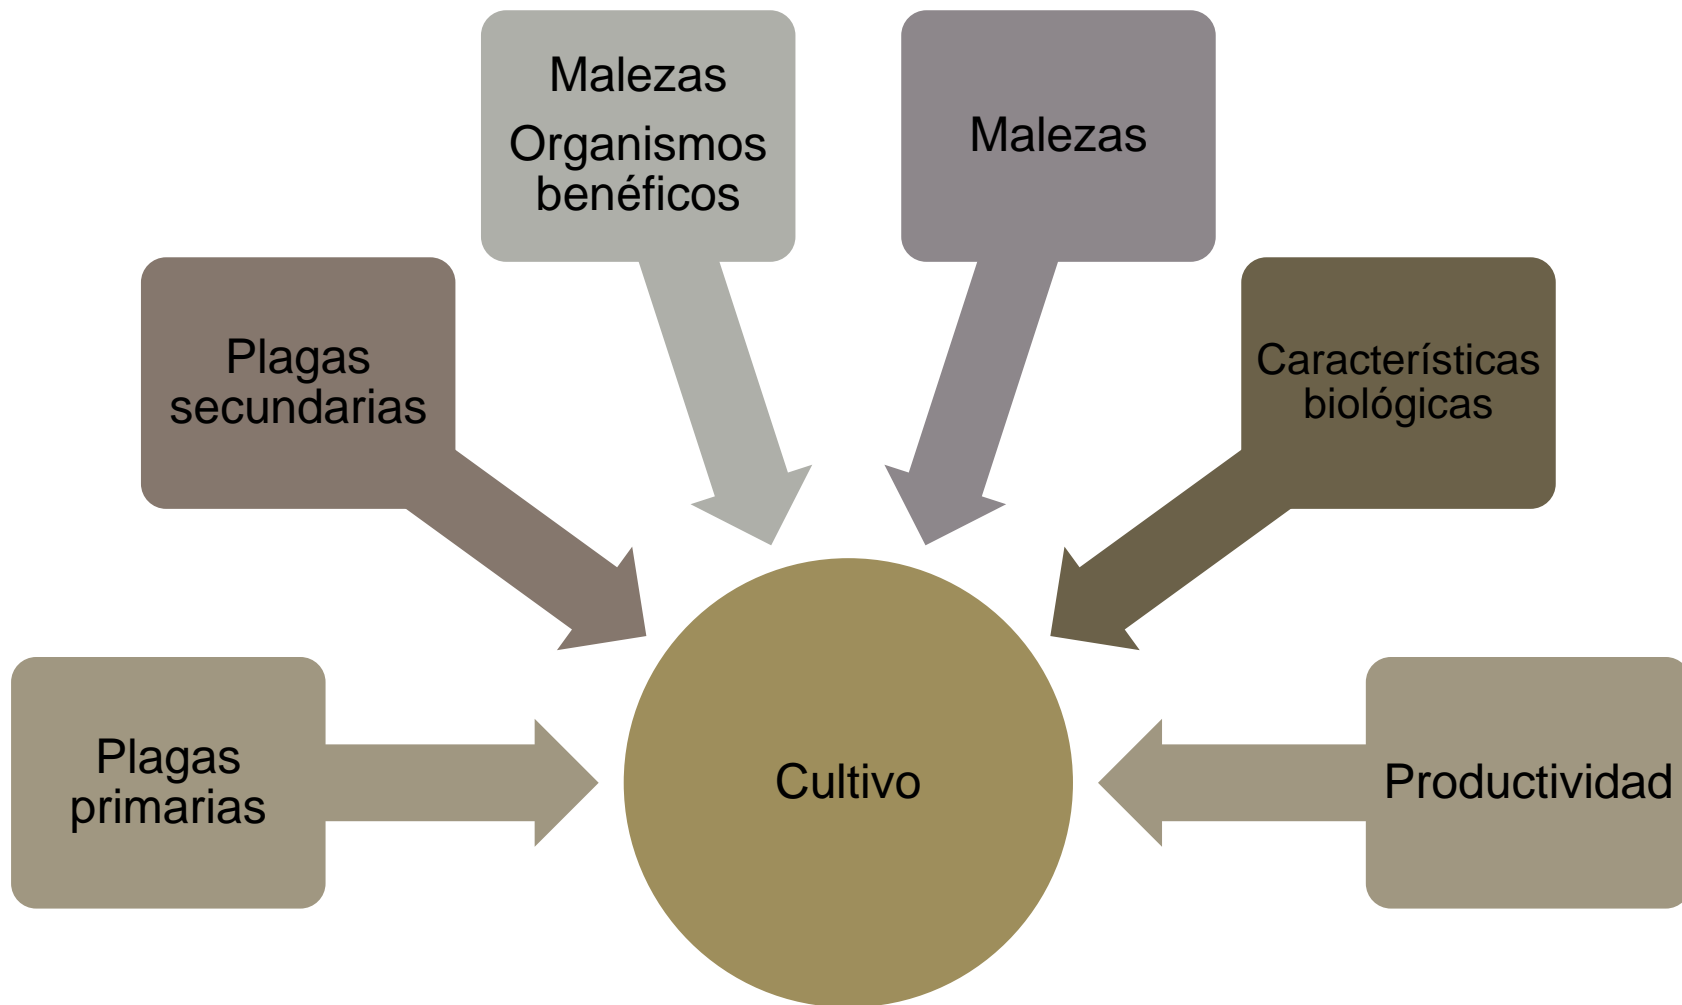 Malezas
Organismos
benéficos
Malezas
Plagas
secundarias
Características
biológicas
Plagas
primarias
Cultivo
Productividad